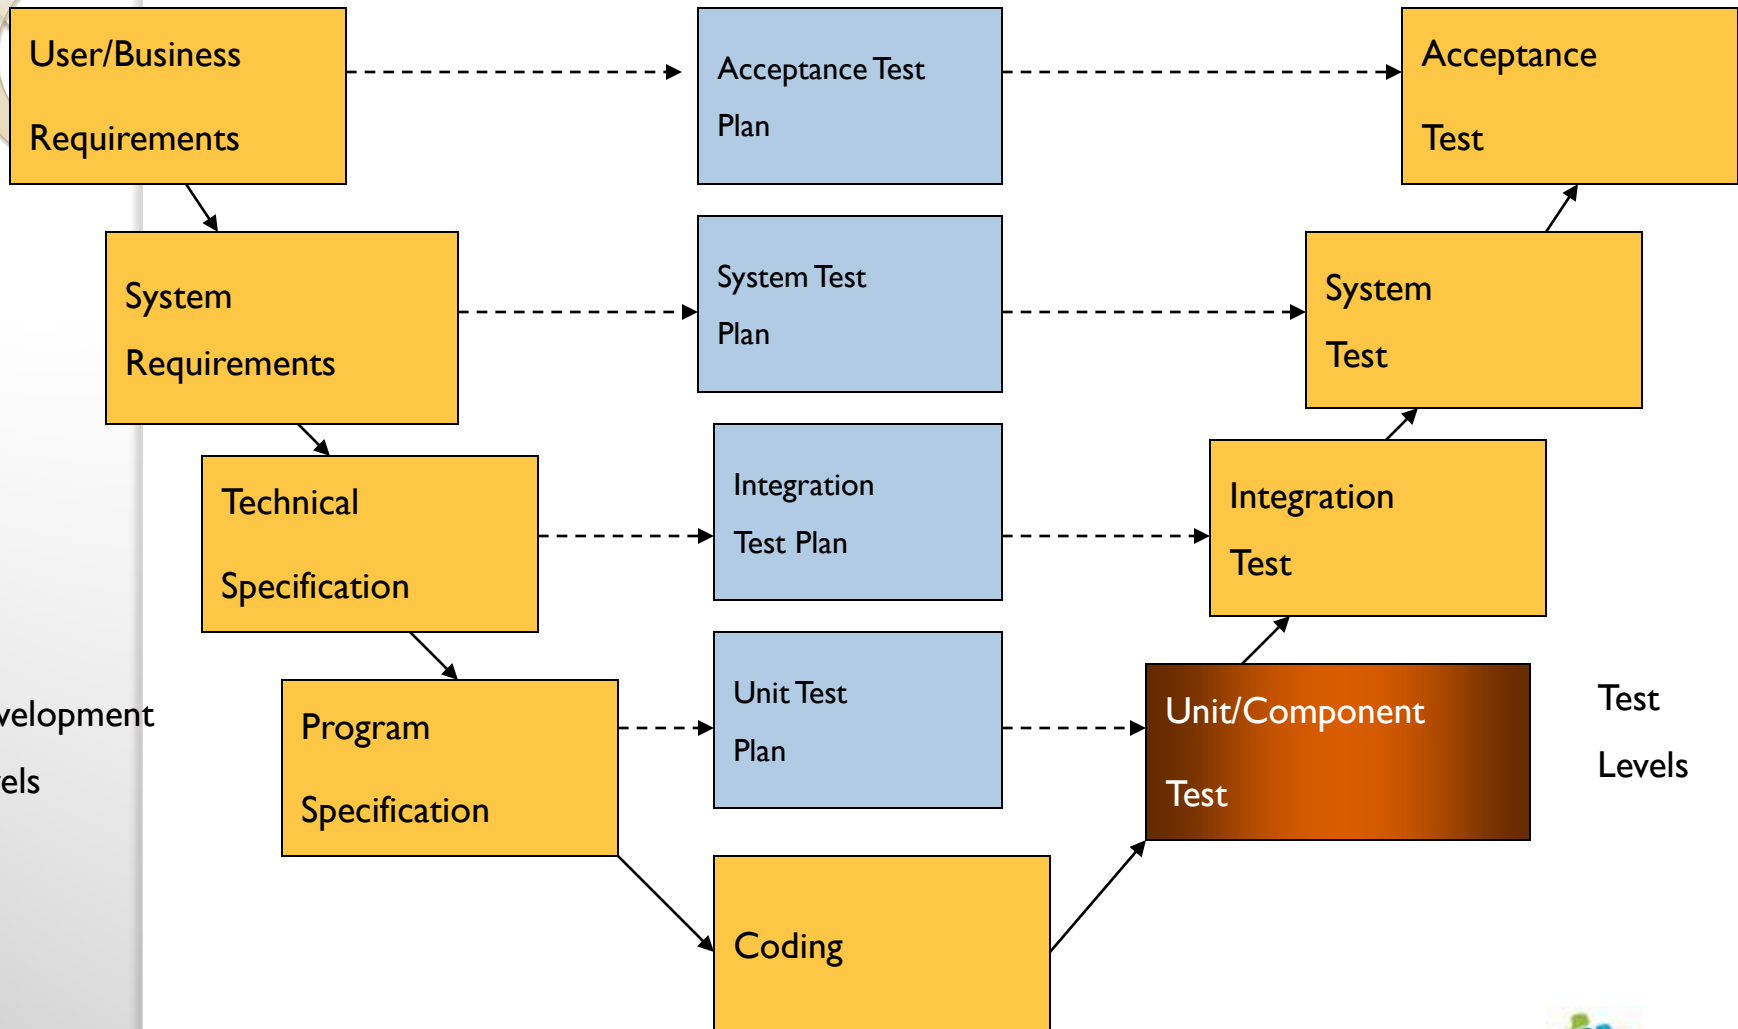 User/Business
Requirements
Acceptance Test
Plan
Acceptance
Test
System
Requirements
System Test
Plan
System
Test
Technical
Specification
Integration
Test Plan
Integration
Test
Program
Specification
Unit Test
Plan
Unit/Component
Test
velopment
els
Test
Levels
Coding